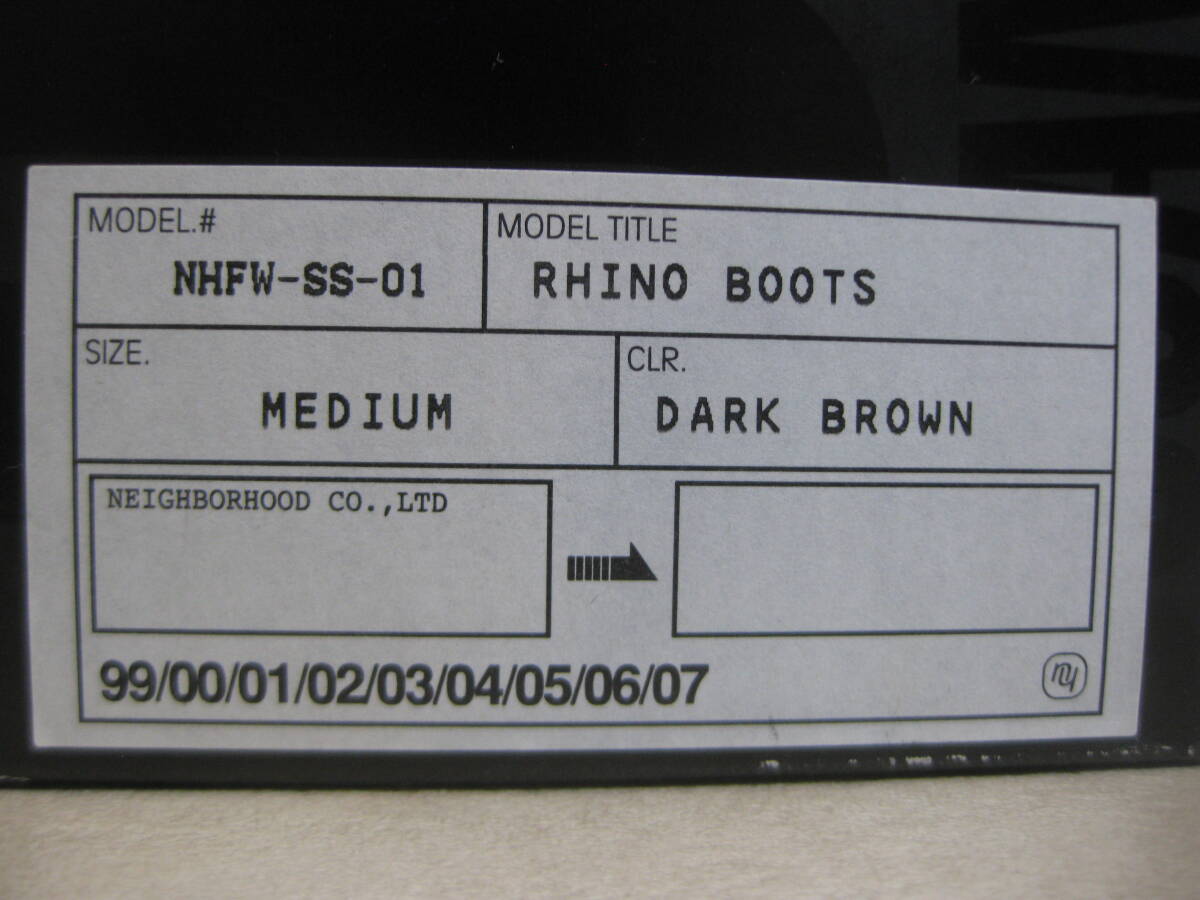 MODEL.#
NHFW-SS-01
MODEL TITLE
RHINO BOOTS
SIZE.
MEDIUM
CLR.
DARK BROWN
NEIGHBORHOOD CO.,LTD
99/00/01/02/03/04/05/06/07